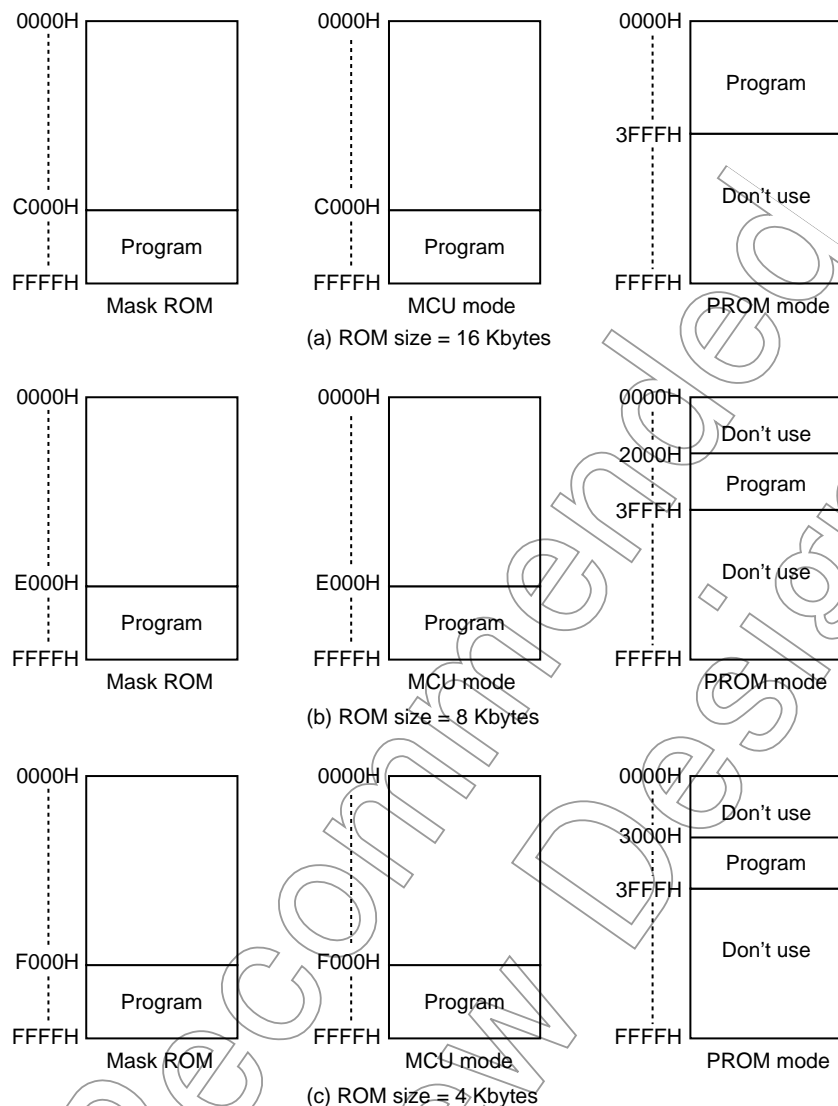 0000H
0000H
0000H
Program
3FFFH
C000H
C000H
Don't use
Program
Program
FFFFH
FFFFH
FFFFH
Mask ROM
MCU mode
PROM mode
(a) ROM size = 16 Kbytes
0000H
0000H
0000H
Don't use
2000H
Program
3FFFH
E000H
E000H
Don't use
Program
Program
FFFFH
FFFFH
FFFFH
Mask ROM
MCU mode
PROM mode
(b) ROM size = 8 Kbytes
0000H
0000H
0000H
Don't use
3000H
Program
3FFFH
F000H
F000H
Don't use
Program
Program
FFFFH
FFFFH
FFFFH
Mask ROM
MCU mode
PROM mode
(c) ROM size = 4 Kbytes
Recommended